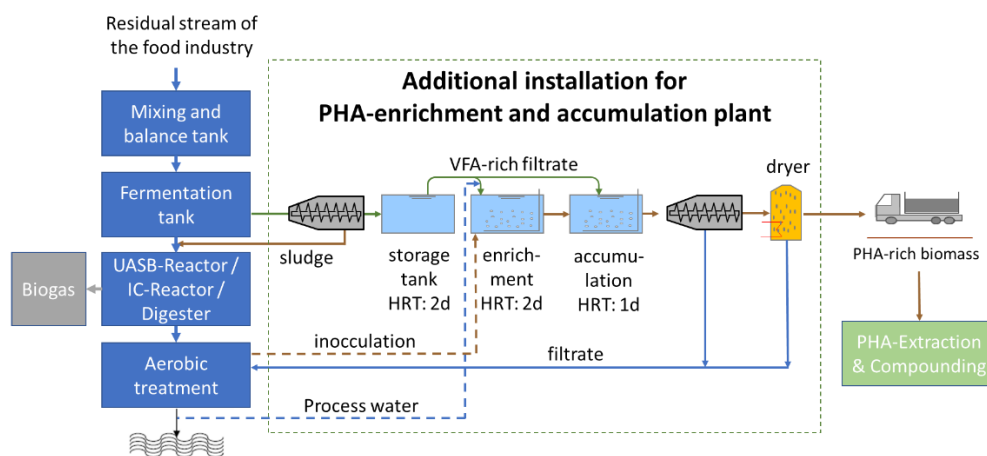 Residual stream of
the food industry
Mixing and
balance tank
Fermentation
tank
UASB-Reactor /
IC-Reactor /
Digester
Biogas
Aerobic
treatment
Additional installation for
PHA-enrichment and accumulation plant
VFA-rich filtrate
dryer
sludge
storage
tank
HRT: 2d
enrich-
ment
HRT: 2d
accumu-
lation
HRT: 1d
inocculation
filtrate
Process water
PHA-rich biomass
PHA-Extraction
& Compounding